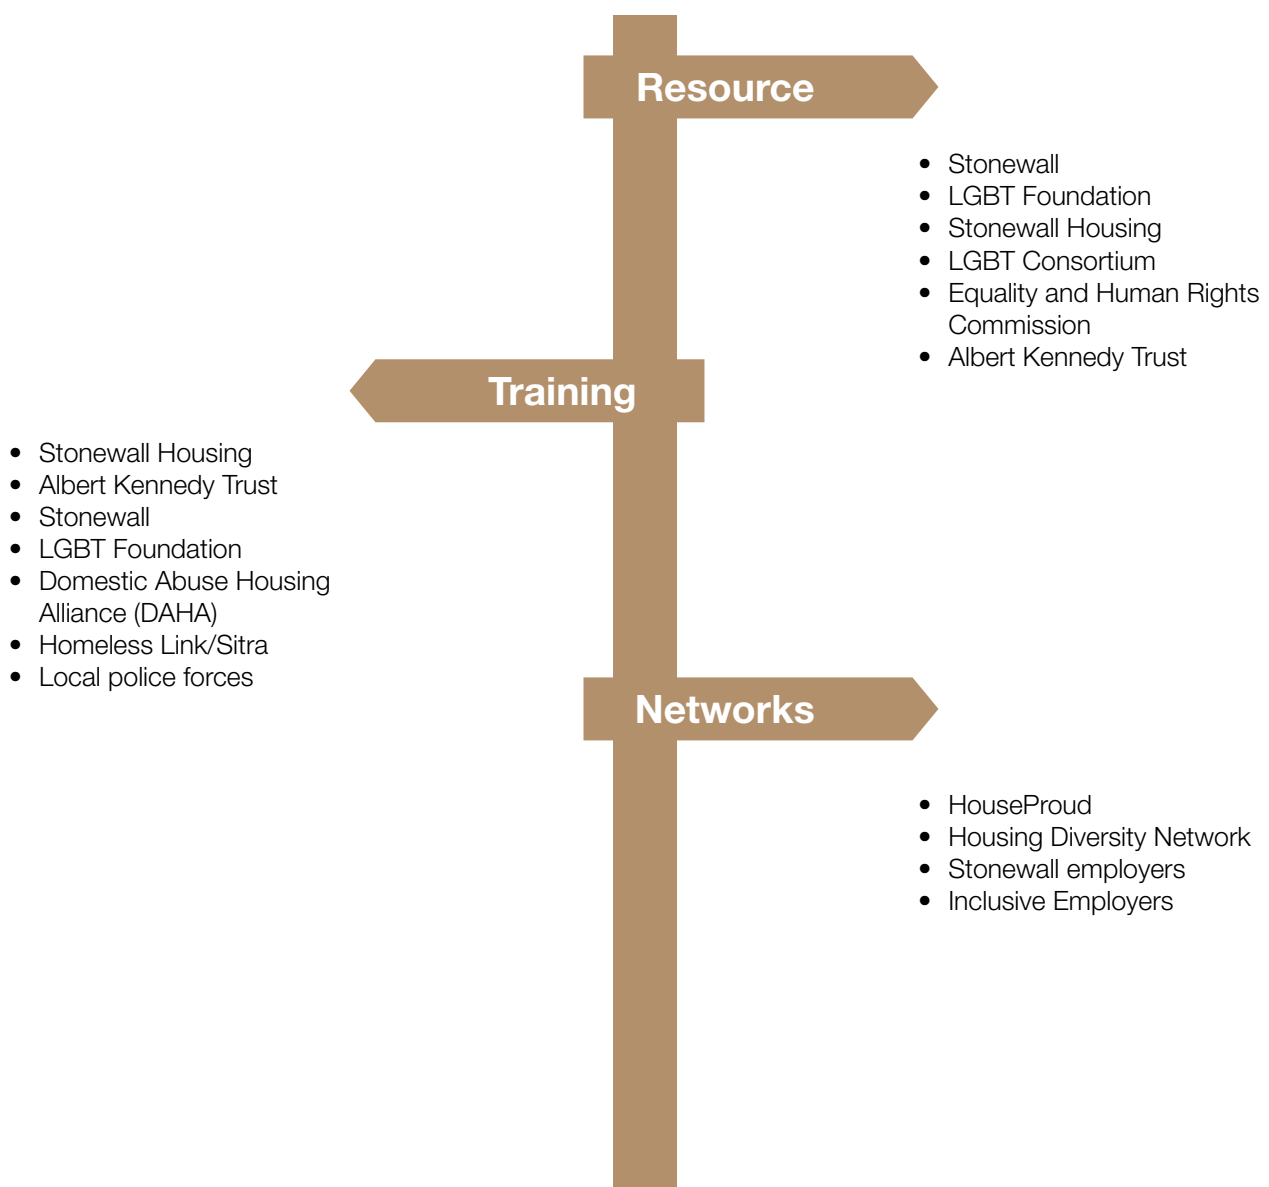 Resource
• Stonewall
• LGBT Foundation
• Stonewall Housing
• LGBT Consortium
• Equality and Human Rights
Commission
• Albert Kennedy Trust
Training
• Stonewall Housing
• Albert Kennedy Trust
• Stonewall
• LGBT Foundation
• Domestic Abuse Housing
Alliance (DAHA)
• Homeless Link/Sitra
• Local police forces
Networks
• HouseProud
• Housing Diversity Network
• Stonewall employers
• Inclusive Employers